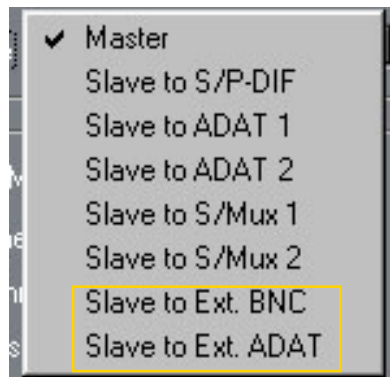 Master
Slave to S/P-DIF
Slave to ADAT 1
Slave to ADAT 2
Slave to S/Mux 1
Slave to S/Mux 2
Slave to Ext. BNC
Slave to Ext. ADAT